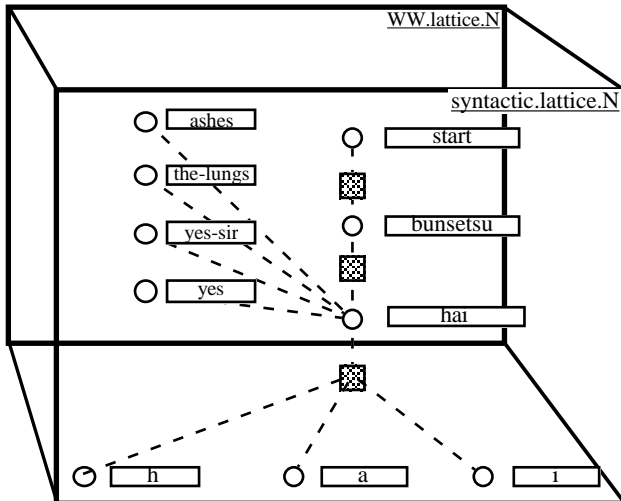 WW.lattice.N
syntactic.lattice.N
ashes
start
the-lungs
yes-sir
bunsetsu
yes
hai
h
a
i